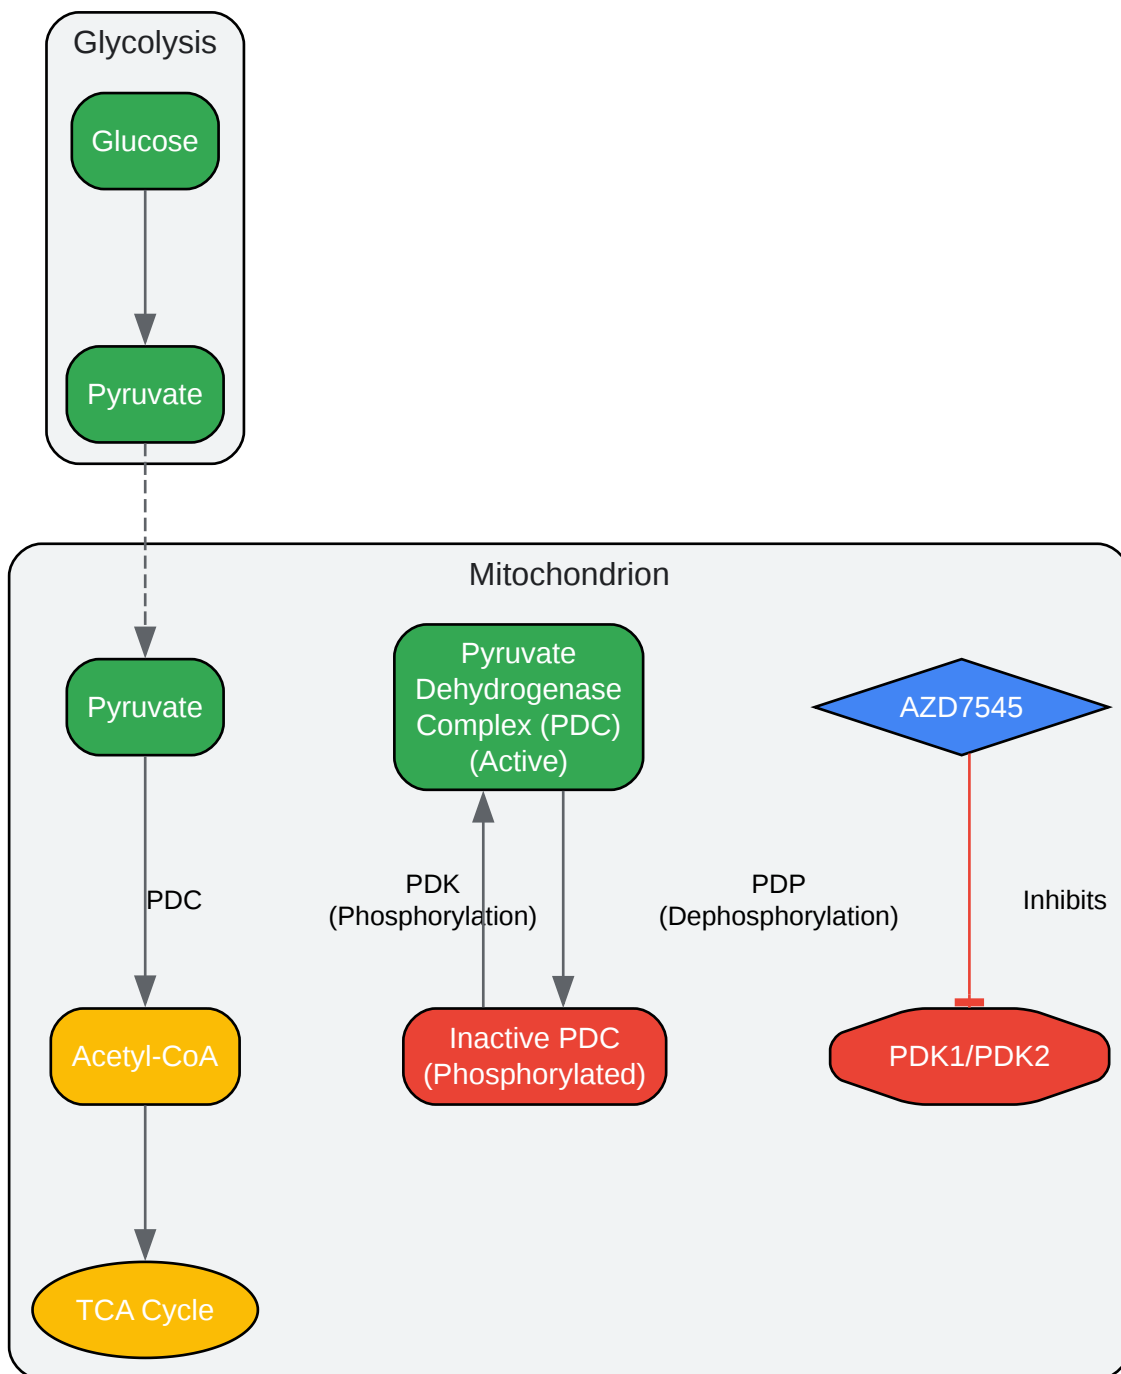 Glycolysis
Glucose
Pyruvate
Mitochondrion
Pyruvate
Dehydrogenase
Complex (PDC)
(Active)
Pyruvate
AZD7545
PDC
PDK
(Phosphorylation)
PDP
(Dephosphorylation)
Inhibits
Acetyl-CoA
Inactive PDC
(Phosphorylated)
PDK1/PDK2
TCA Cycle